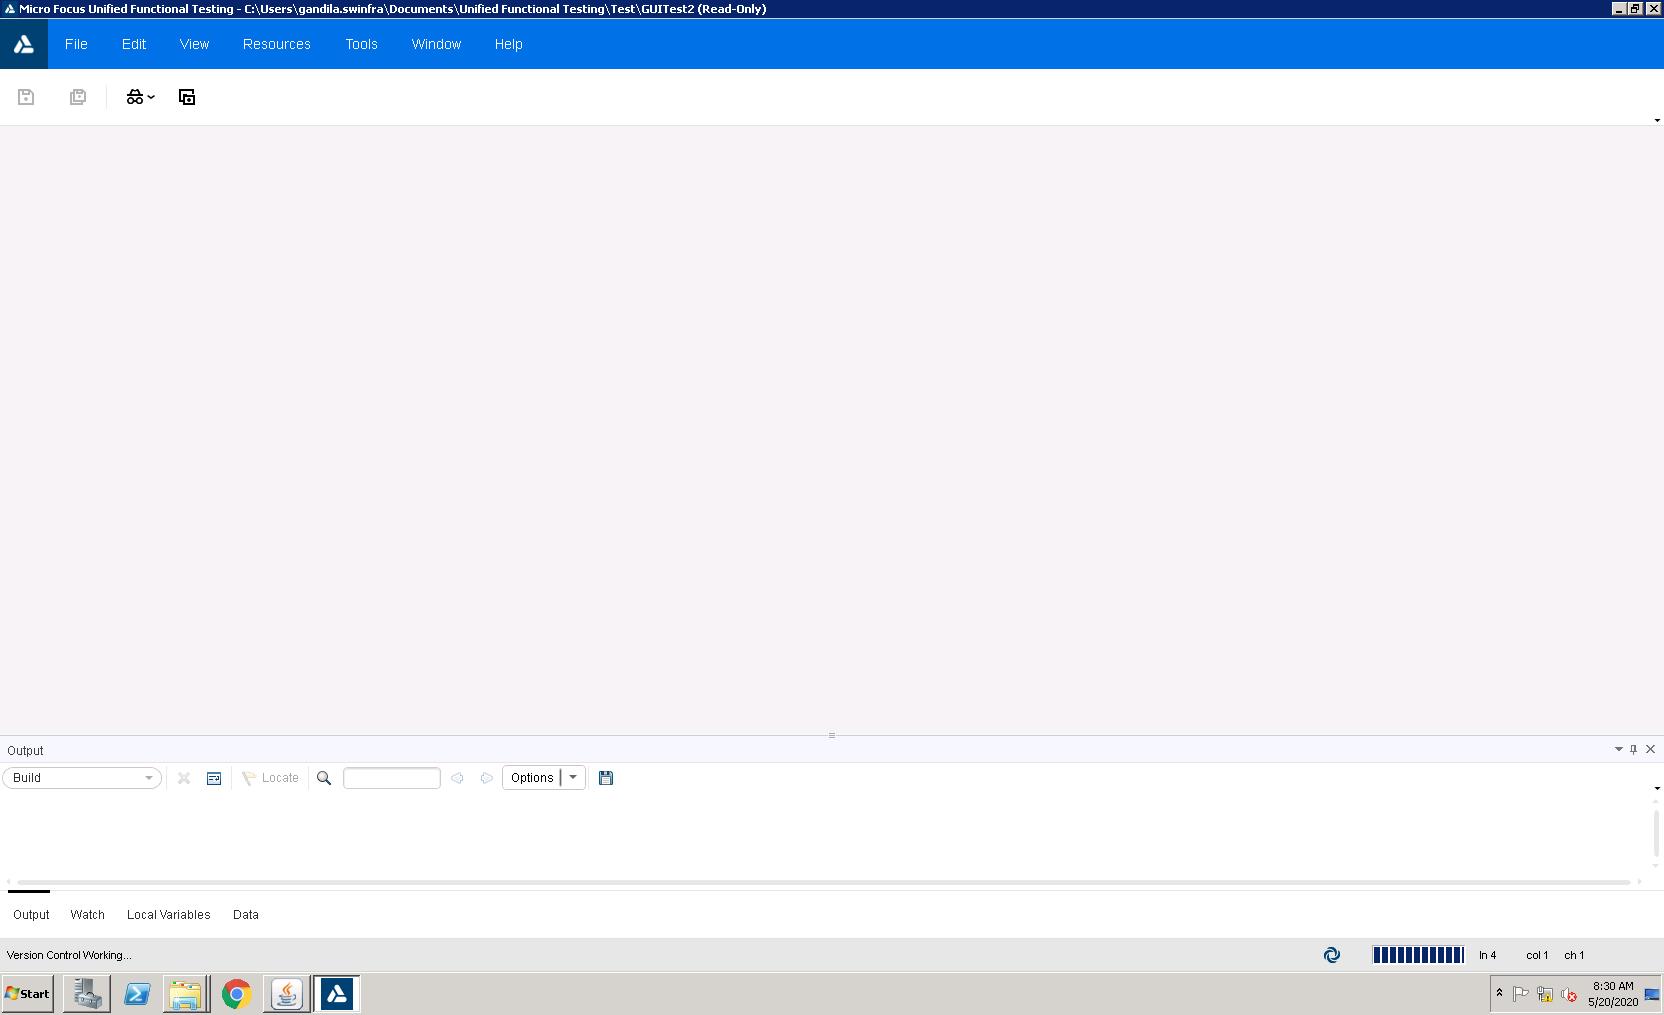 Micro Focus Unified Functional Testing - C:\Users\gandila.swinfra\Documents\Unified Functional Testing\Test\GUITest2 (Read-Only)
File Edit View Resources Tools Window Help
Output
Build Locate Options
Output Watch Local Variables Data
Version Control Working... ln 4 col 1 ch 1
Start 8:30 AM
5/20/2020